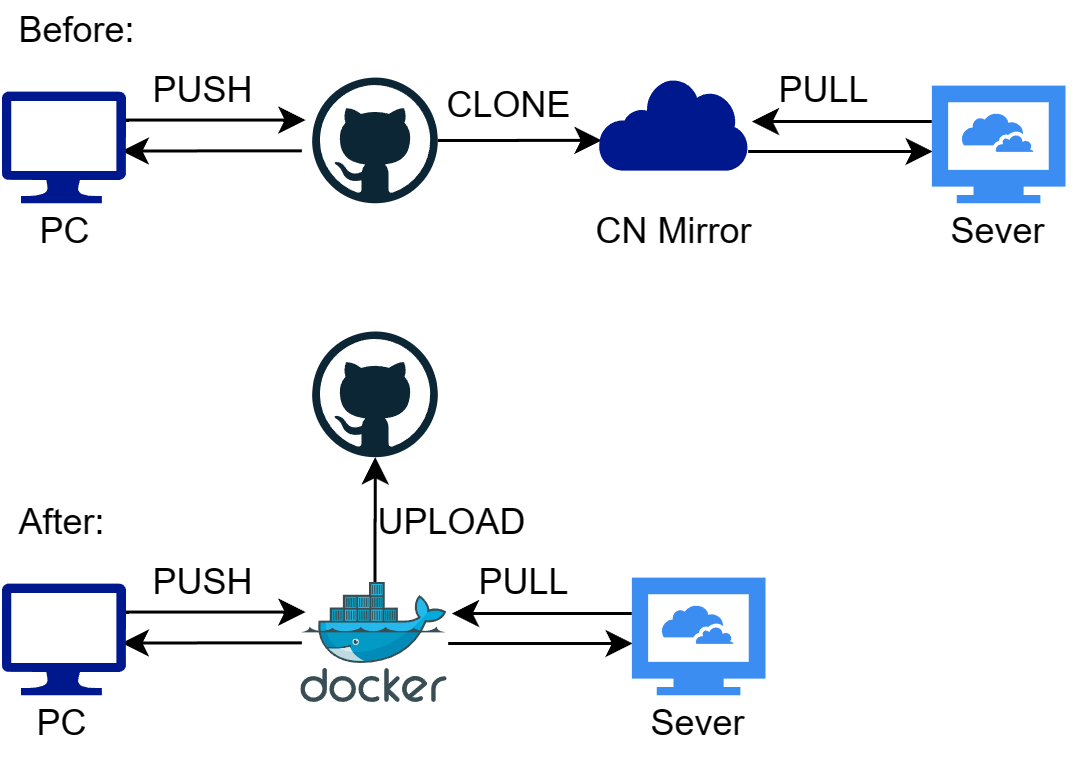 Before:
PUSH
CLONE
PULL
PC
CN Mirror
Sever
After:
UPLOAD
PUSH
PULL
docker
PC
Sever